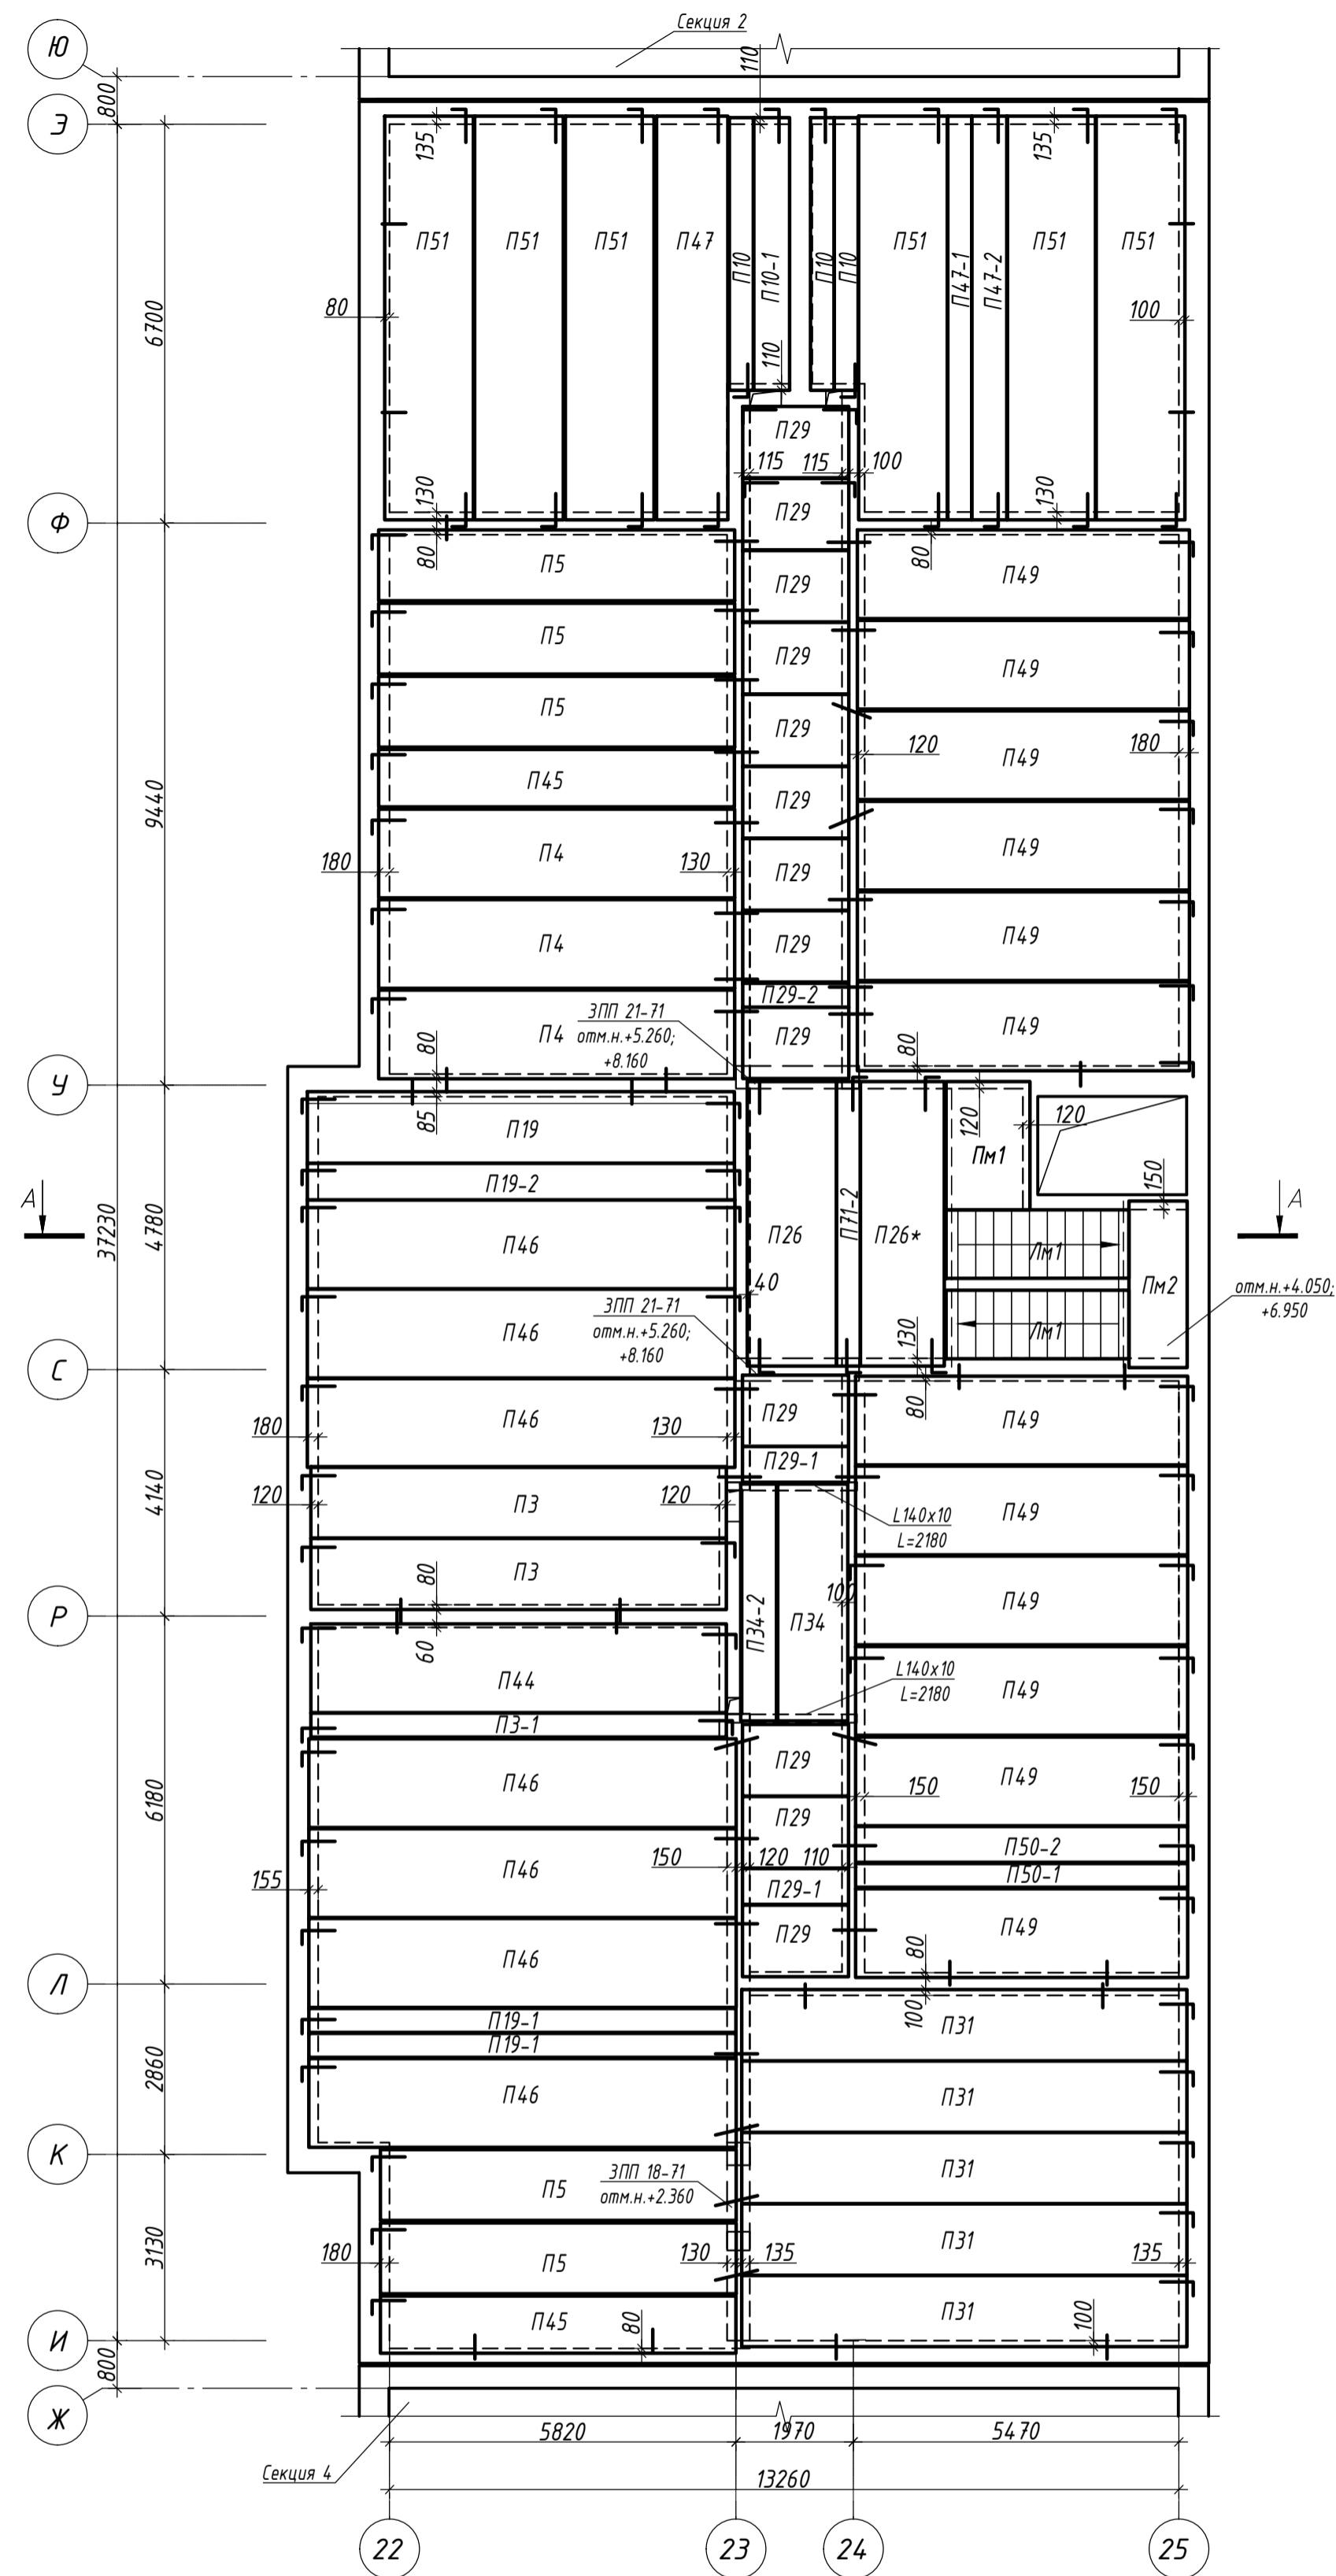 Секция 2
Ю
800
110
Э
135
135
П51
П51
П51
П47
П10
П10-1
П10
П10
П51
П47-1
П47-2
П51
П51
80
6700
100
110
П29
115
115
100
130
П29
130
Ф
80
П5
П29
80
П49
П5
П29
П49
П5
П29
120
П49
180
П45
9440
П29
180
П4
130
П29
П49
П4
П29
П49
П29-2
ЗПП 21-71
отм.н.+5.260;
+8.160
П4
80
П29
80
П49
У
85
П19
120
120
Пм1
П19-2
150
А
А
37230
4780
П46
П26
П71-2
П26*
Лм1
Пм2
отм.н.+4.050;
+6.950
40
ЗПП 21-71
отм.н.+5.260;
+8.160
П46
130
Лм1
С
80
П46
П29
П49
180
130
П29-1
120
П3
120
4140
L140х10
L=2180
П49
80
П3
100
П49
Р
П34-2
П34
60
П44
L140х10
L=2180
П49
П3-1
П46
П29
П49
6180
150
150
П29
П50-2
П46
150
120
110
155
П29-1
П50-1
П46
П29
П49
80
Л
100
П19-1
П31
П19-1
2860
П46
П31
К
П5
ЗПП 18-71
отм.н.+2.360
П31
3130
180
П5
130
135
П31
135
П45
80
П31
100
И
800
Ж
5820
1970
5470
Секция 4
13260
22
23
24
25